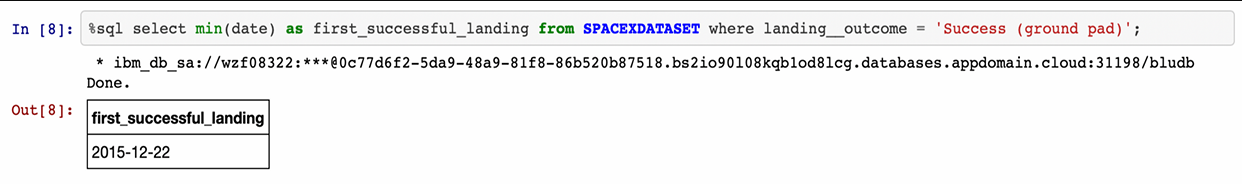 In [8]: %sql select min(date) as first_successful_landing from SPACEXDATASET where landing__outcome = 'Success (ground pad)';
* ibm_db_sa://wzf08322:***@0c77d6f2-5da9-48a9-81f8-86b520b87518.bs2io90l08kqb1od8lcg.databases.appdomain.cloud:31198/bludb
Done.
Out[8]:
first_successful_landing
2015-12-22